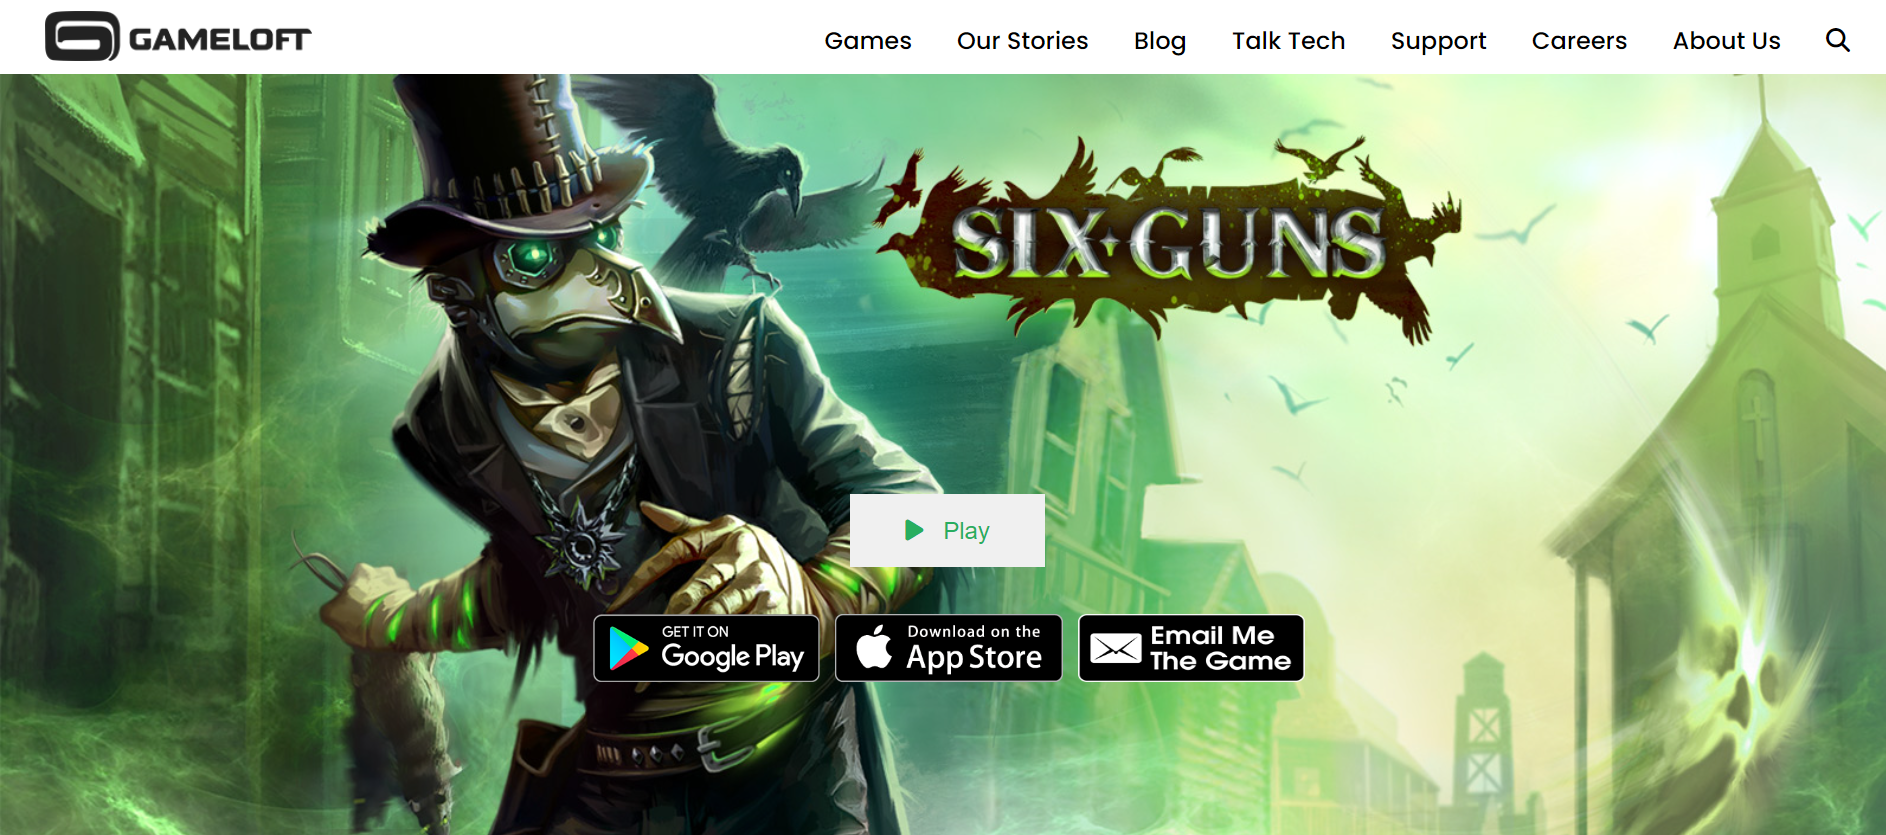 GAMELOFT
Games Our Stories Blog Talk Tech Support Careers About Us
SIX·GUNS
Play
GET IT ON
Google Play
Download on the
App Store
Email Me
The Game